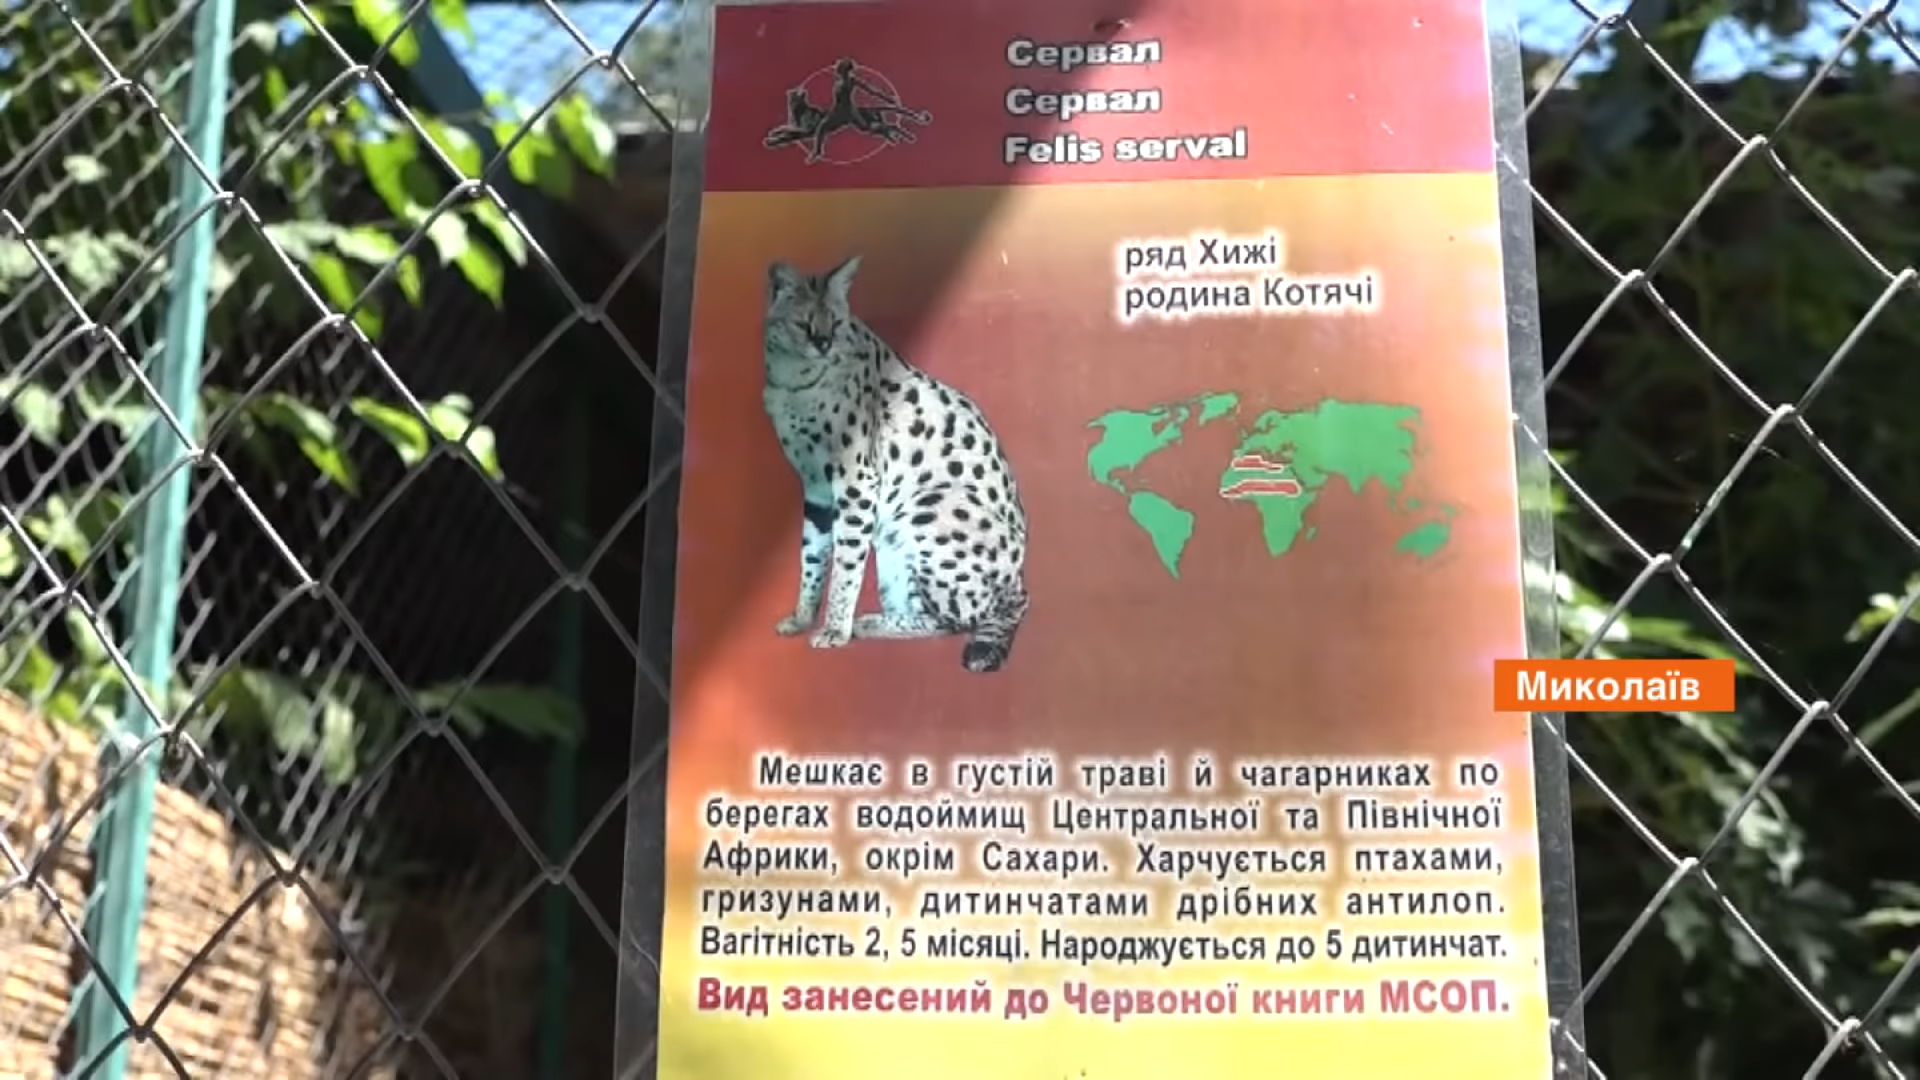 Сервал
Сервал
Felis serval
ряд Хижі
родина Котячі
Миколаїв
Мешкає в густій траві й чагарниках по
берегах водоймищ Центральної та Північної
Африки, окрім Сахари. Харчується птахами,
гризунами, дитинчатами дрібних антилоп.
Вагітність 2, 5 місяці. Народжується до 5 дитинчат.
Вид занесений до Червоної книги МСОП.